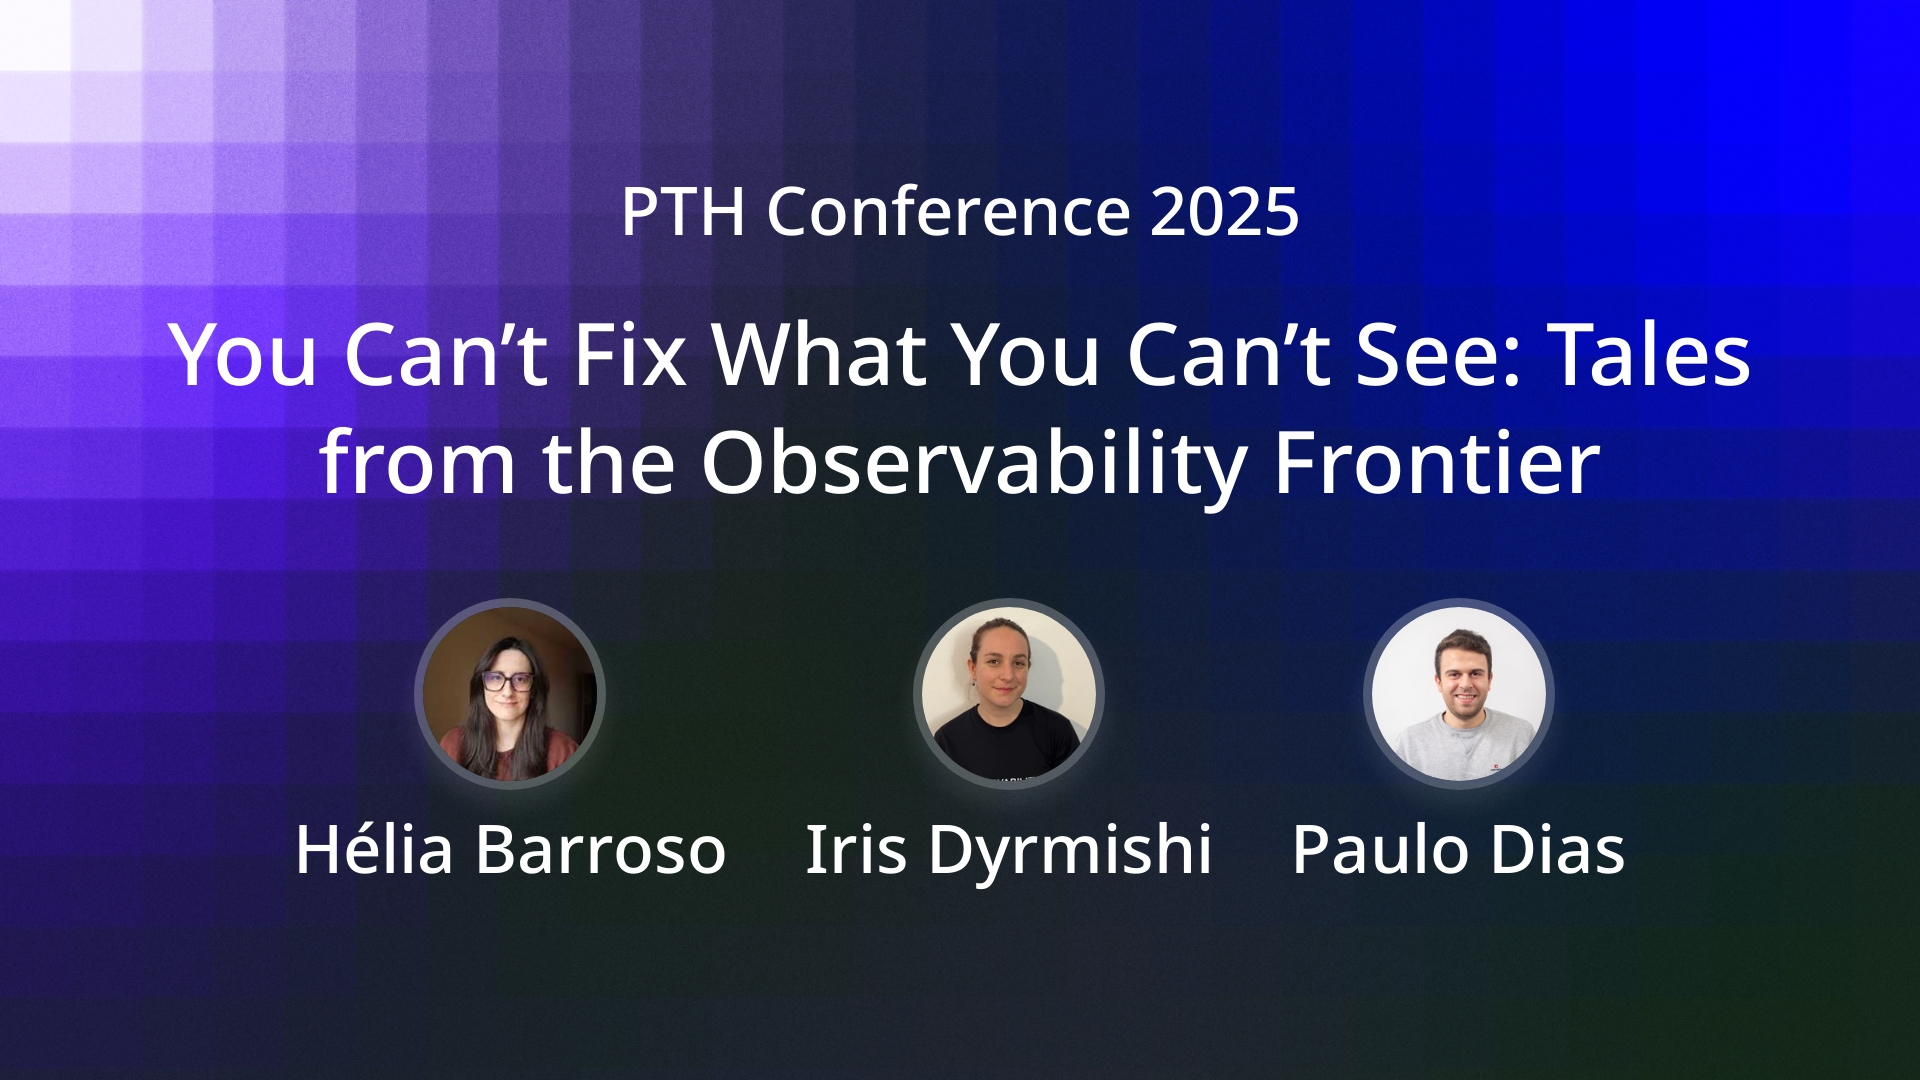 PTH Conference 2025
You Can’t Fix What You Can’t See: Tales
from the Observability Frontier
Hélia Barroso
Iris Dyrmishi
Paulo Dias